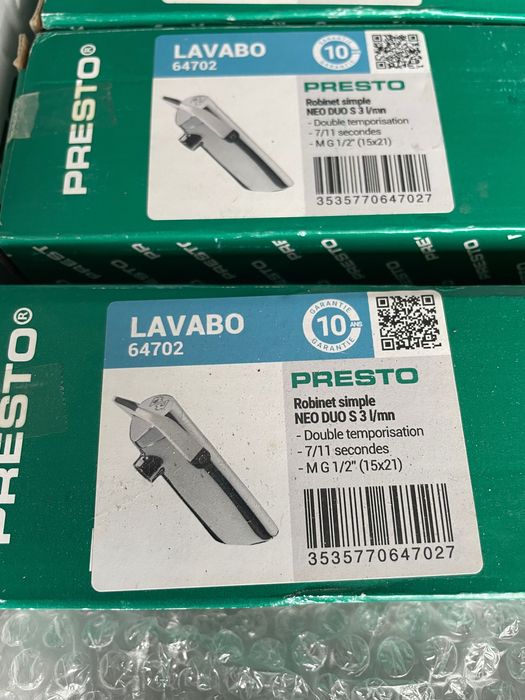 PRESTO®
LAVABO
64702
GARANTIE
10 ANS
GARANTIE
PRESTO
Robinet simple
NEO DUO S 3 l/mn
- Double temporisation
- 7/11 secondes
- M G 1/2" (15x21)
3535770647027
PRESTO
PRESTO
PRESTO®
LAVABO
64702
GARANTIE
10 ANS
GARANTIE
PRESTO
Robinet simple
NEO DUO S 3 l/mn
- Double temporisation
- 7/11 secondes
- M G 1/2" (15x21)
3535770647027